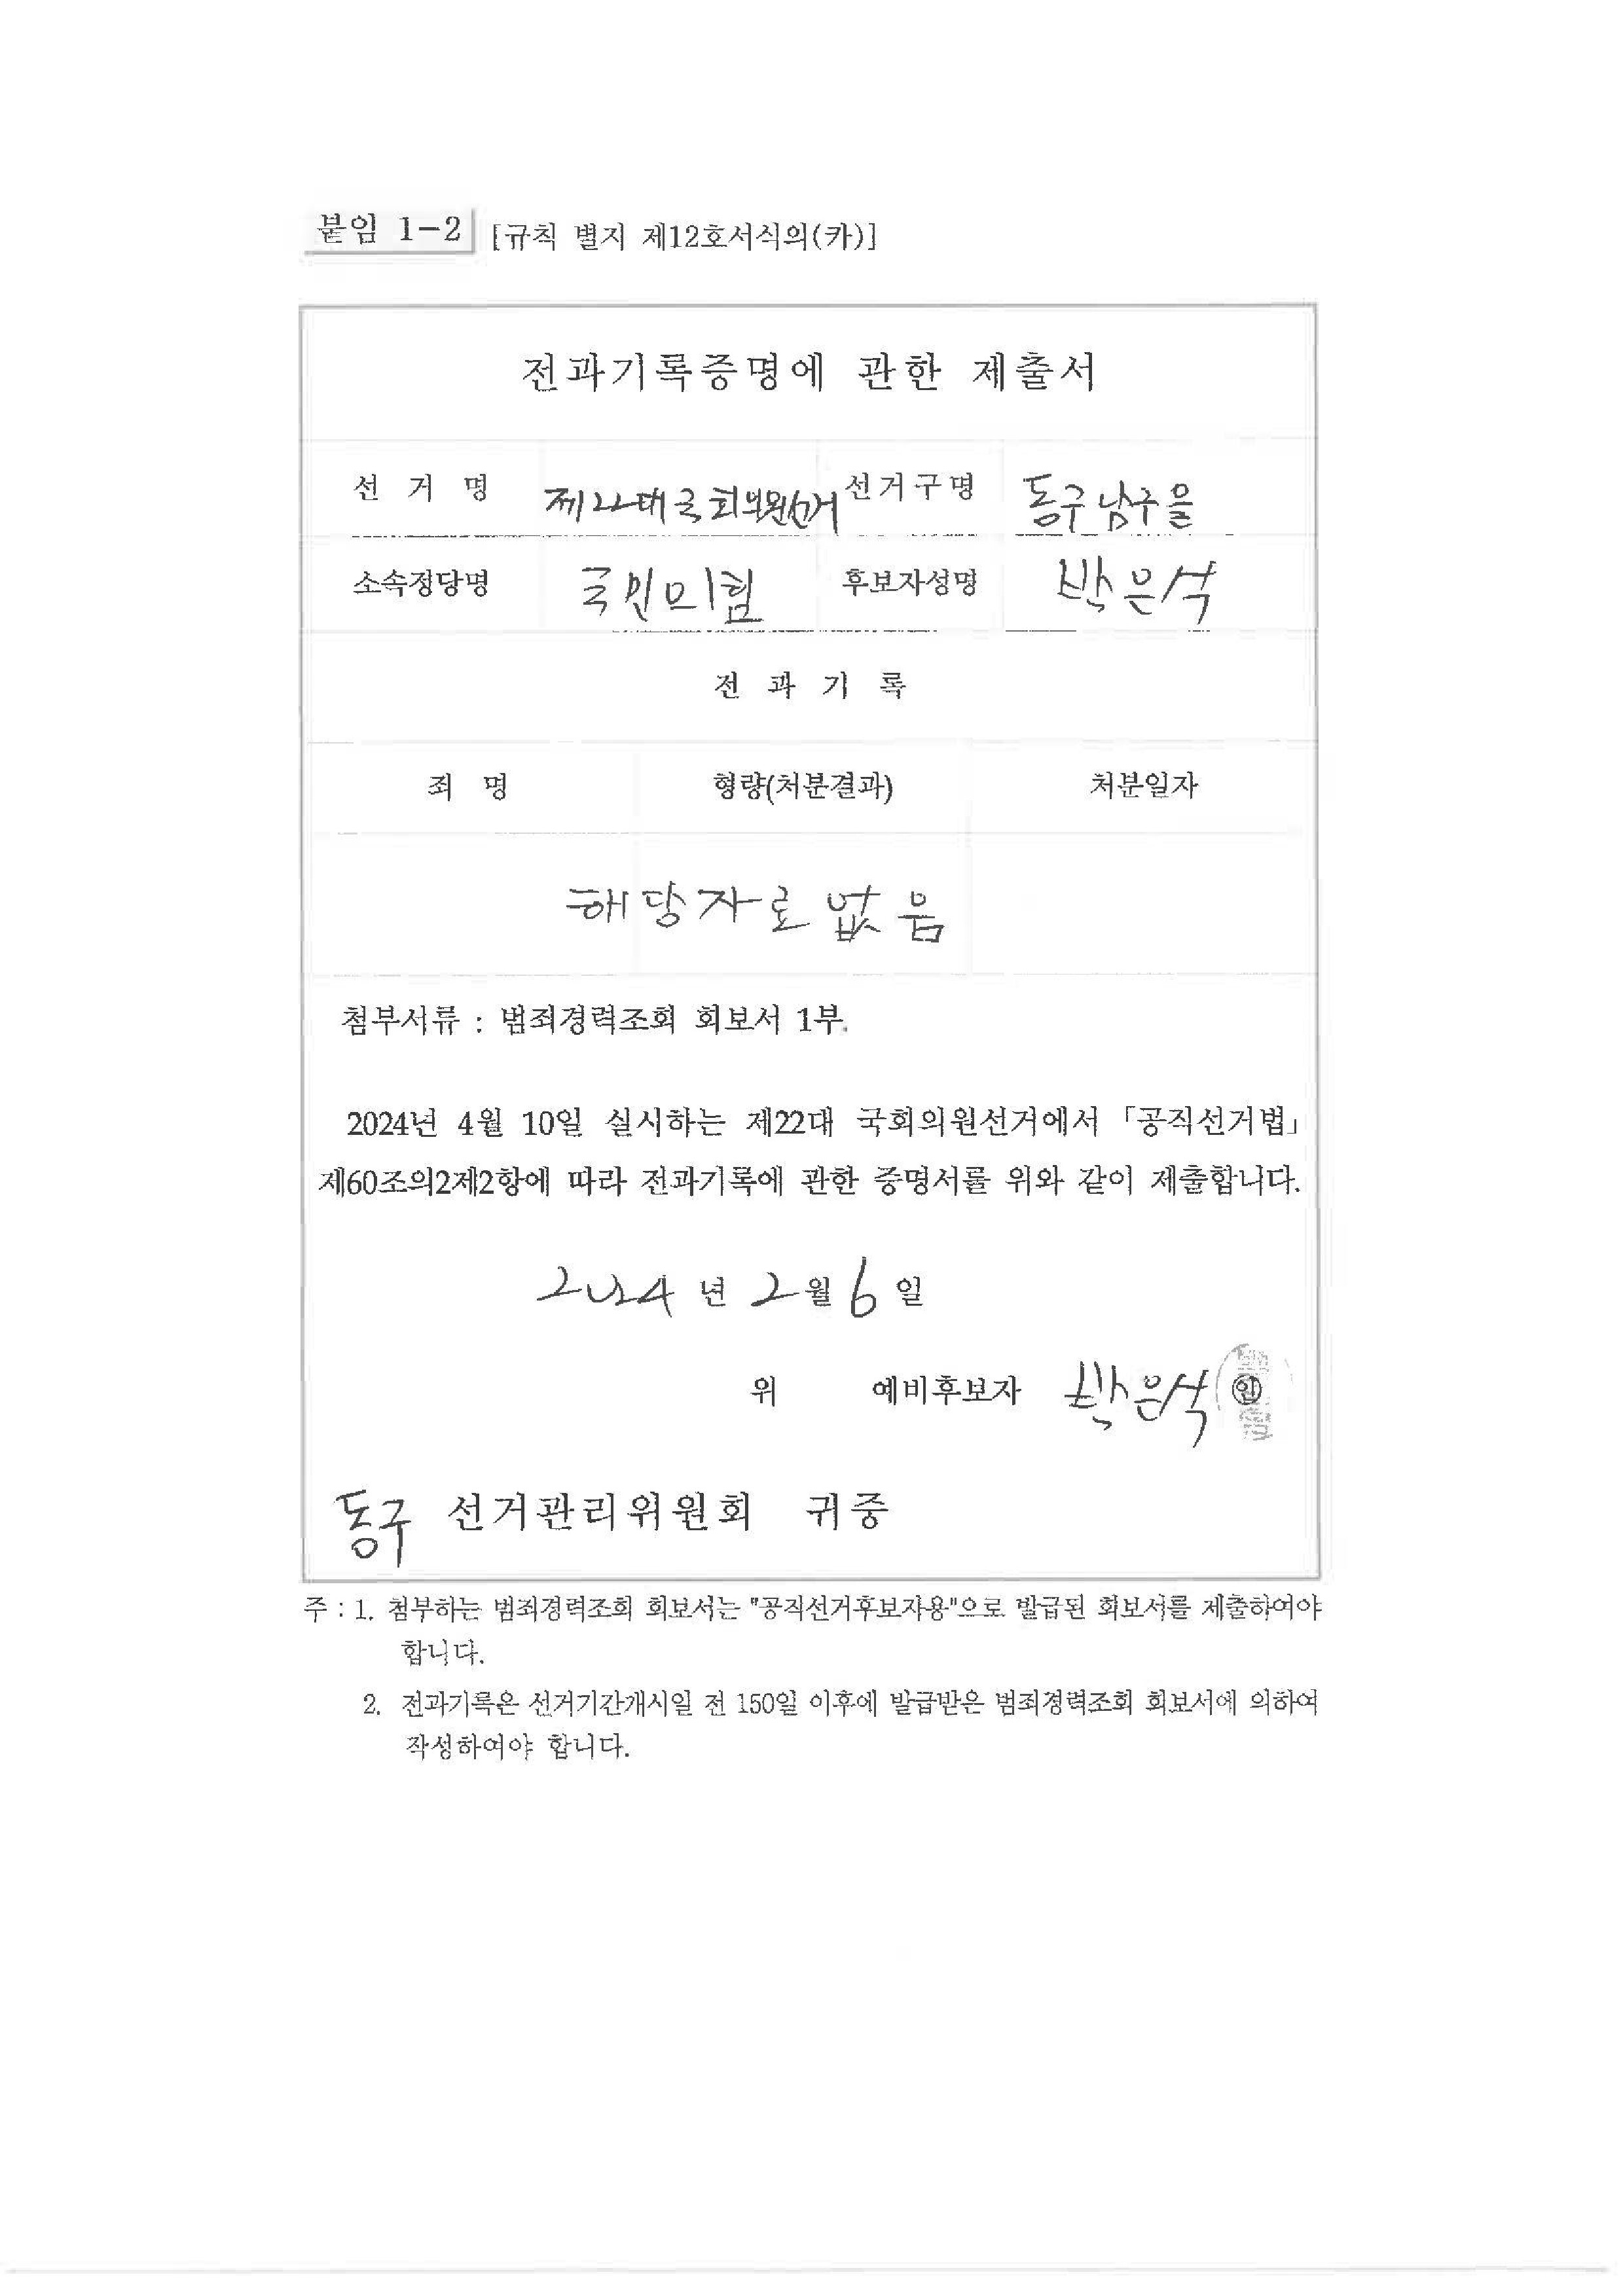 붙임 1-2 [규칙 별지 제12호서식의(카)]
전과기록증명에 관한 제출서
선 거 명 제22대국회의원선거 선거구명 동구남구을
소속정당명 국민의힘 후보자성명 박은식
전 과 기 록
죄 명 형량(처분결과) 처분일자
해당자료없음
첨부서류 : 범죄경력조회 회보서 1부.
2024년 4월 10일 실시하는 제22대 국회의원선거에서 「공직선거법」
제60조의2제2항에 따라 전과기록에 관한 증명서를 위와 같이 제출합니다.
2024 년 2 월 6 일
위 예비후보자 박은식 ㊞
동구 선거관리위원회 귀중
주 : 1. 첨부하는 범죄경력조회 회보서는 "공직선거후보자용"으로 발급된 회보서를 제출하여야
합니다.
2. 전과기록은 선거기간개시일 전 150일 이후에 발급받은 범죄경력조회 회보서에 의하여
작성하여야 합니다.